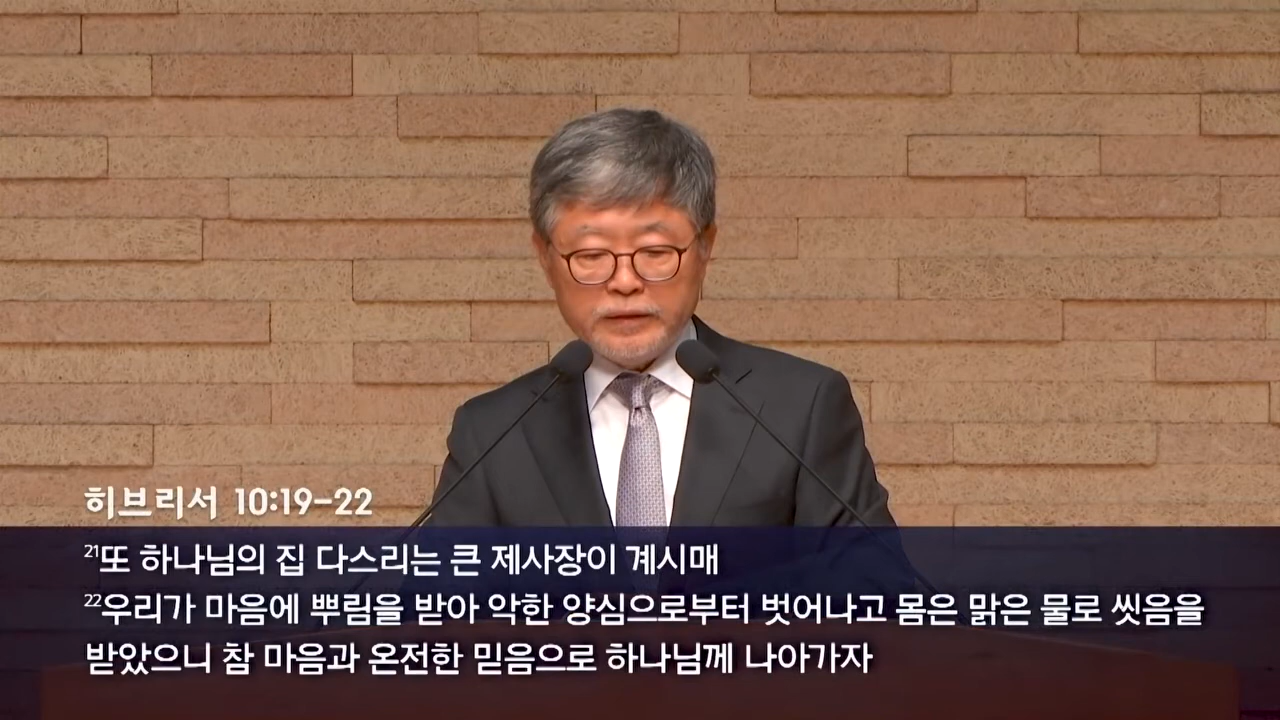 히브리서 10:19-22
21또 하나님의 집 다스리는 큰 제사장이 계시매
22우리가 마음에 뿌림을 받아 악한 양심으로부터 벗어나고 몸은 맑은 물로 씻음을
받았으니 참 마음과 온전한 믿음으로 하나님께 나아가자